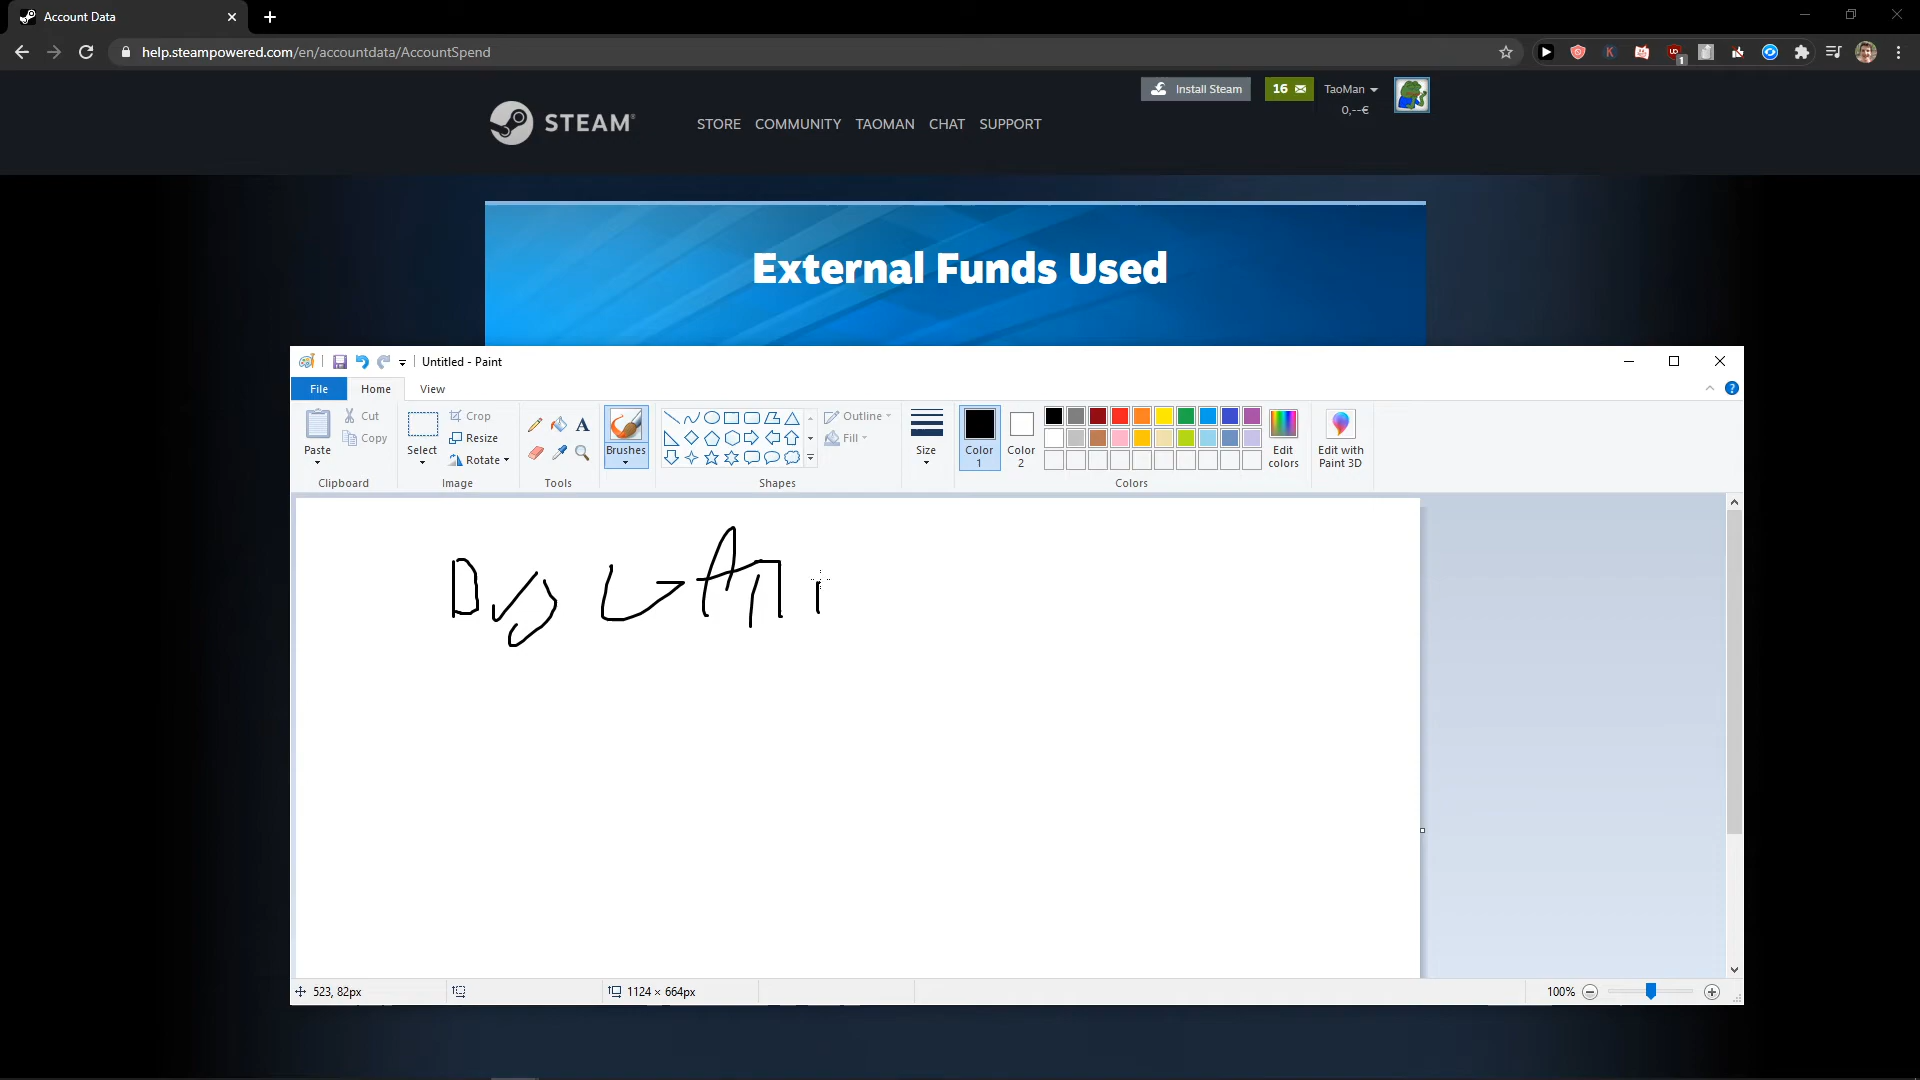 Account Data
help.steampowered.com/en/accountdata/AccountSpend
1
Install Steam
16
TaoMan
0,--€
STEAM®
STORE COMMUNITY TAOMAN CHAT SUPPORT
External Funds Used
Untitled - Paint
File Home View
Paste
Cut
Copy
Clipboard
Select
Crop
Resize
Rotate
Image
A
Tools
Brushes
Outline
Fill
Shapes
Size
Color 1
Color 2
Edit colors
Colors
Edit with Paint 3D
523, 82px
1124 × 664px
100%